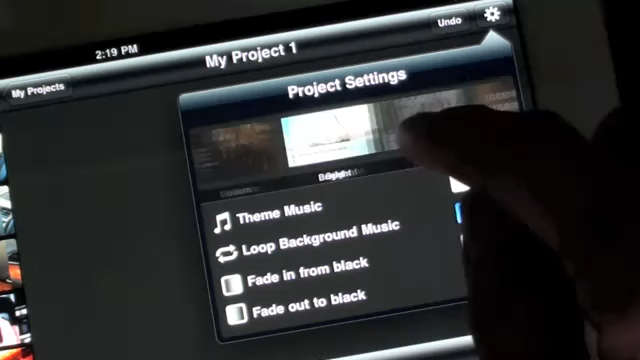 2:19 PM
My Project 1
Undo
My Projects
Project Settings
Bright
Theme Music
Loop Background Music
Fade in from black
Fade out to black